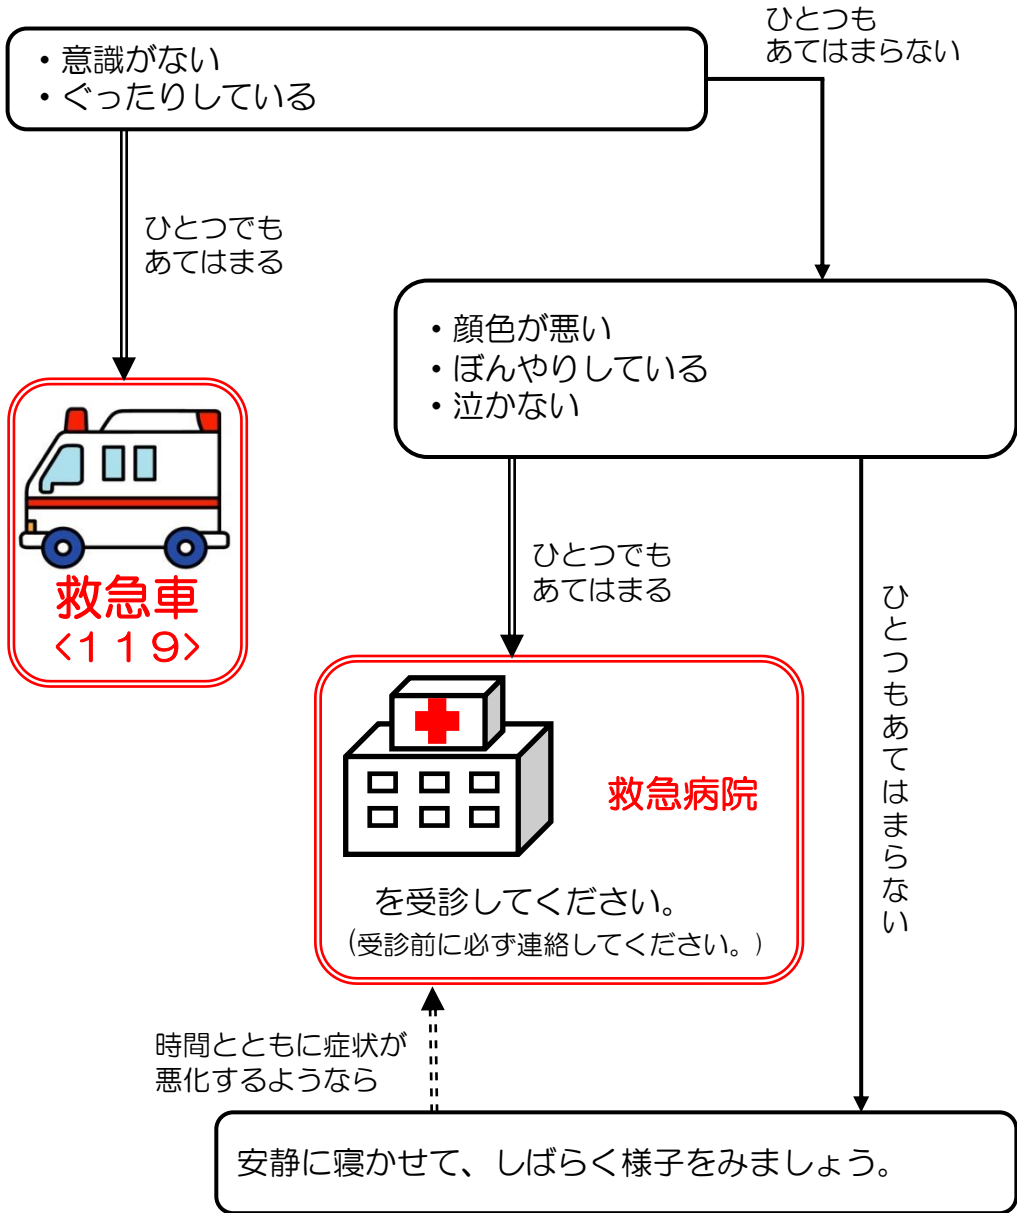 ひとつも
あてはまらない
・意識がない
・ぐったりしている
ひとつでも
あてはまる
・顔色が悪い
・ぼんやりしている
・泣かない
救急車
<119>
ひとつでも
あてはまる
ひとつもあてはまらない
救急病院
を受診してください。
(受診前に必ず連絡してください。)
時間とともに症状が
悪化するようなら
安静に寝かせて、しばらく様子をみましょう。